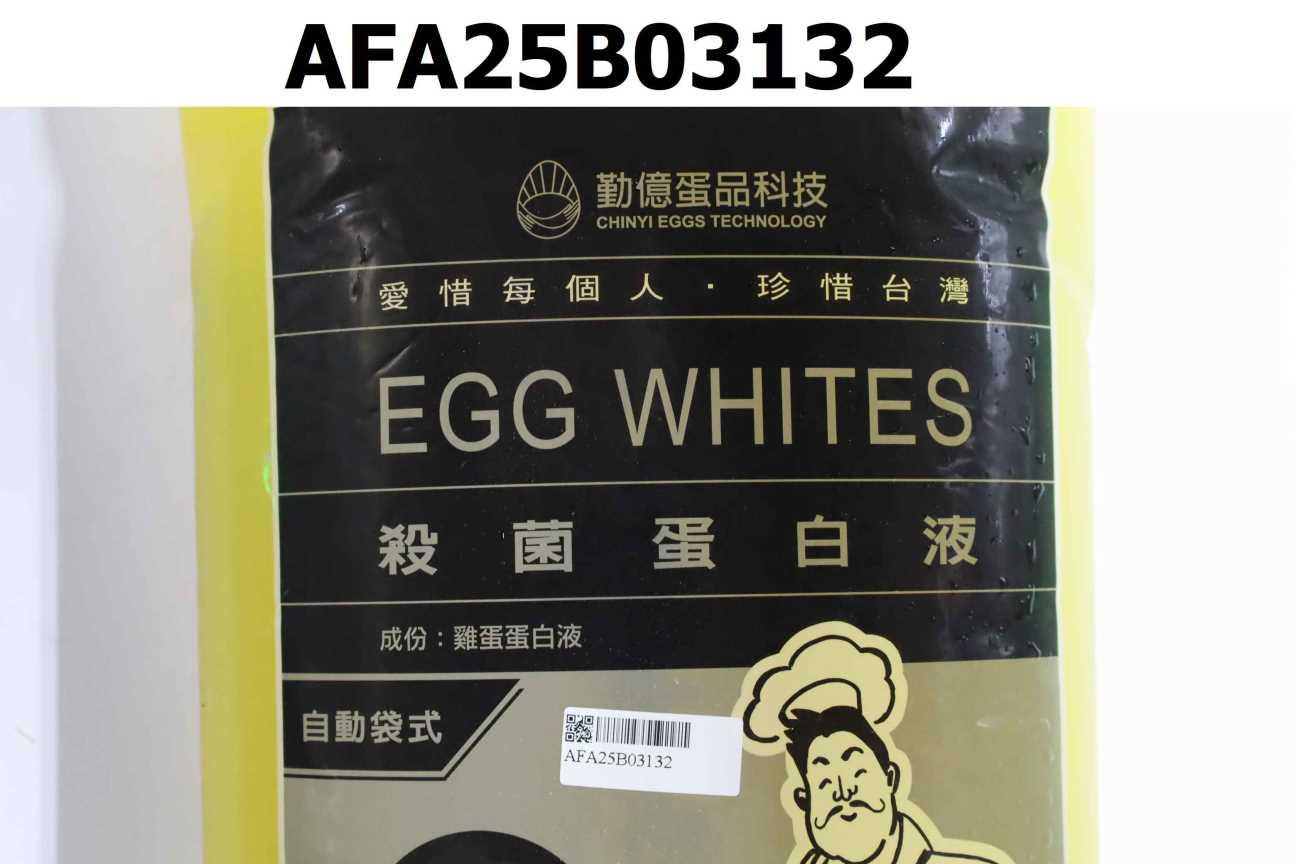 AFA25B03132
勤億蛋品科技
CHINYI EGGS TECHNOLOGY
愛惜每個人·珍惜台灣
EGG WHITES
殺菌蛋白液
成份：雞蛋蛋白液
自動袋式
AFA25B03132